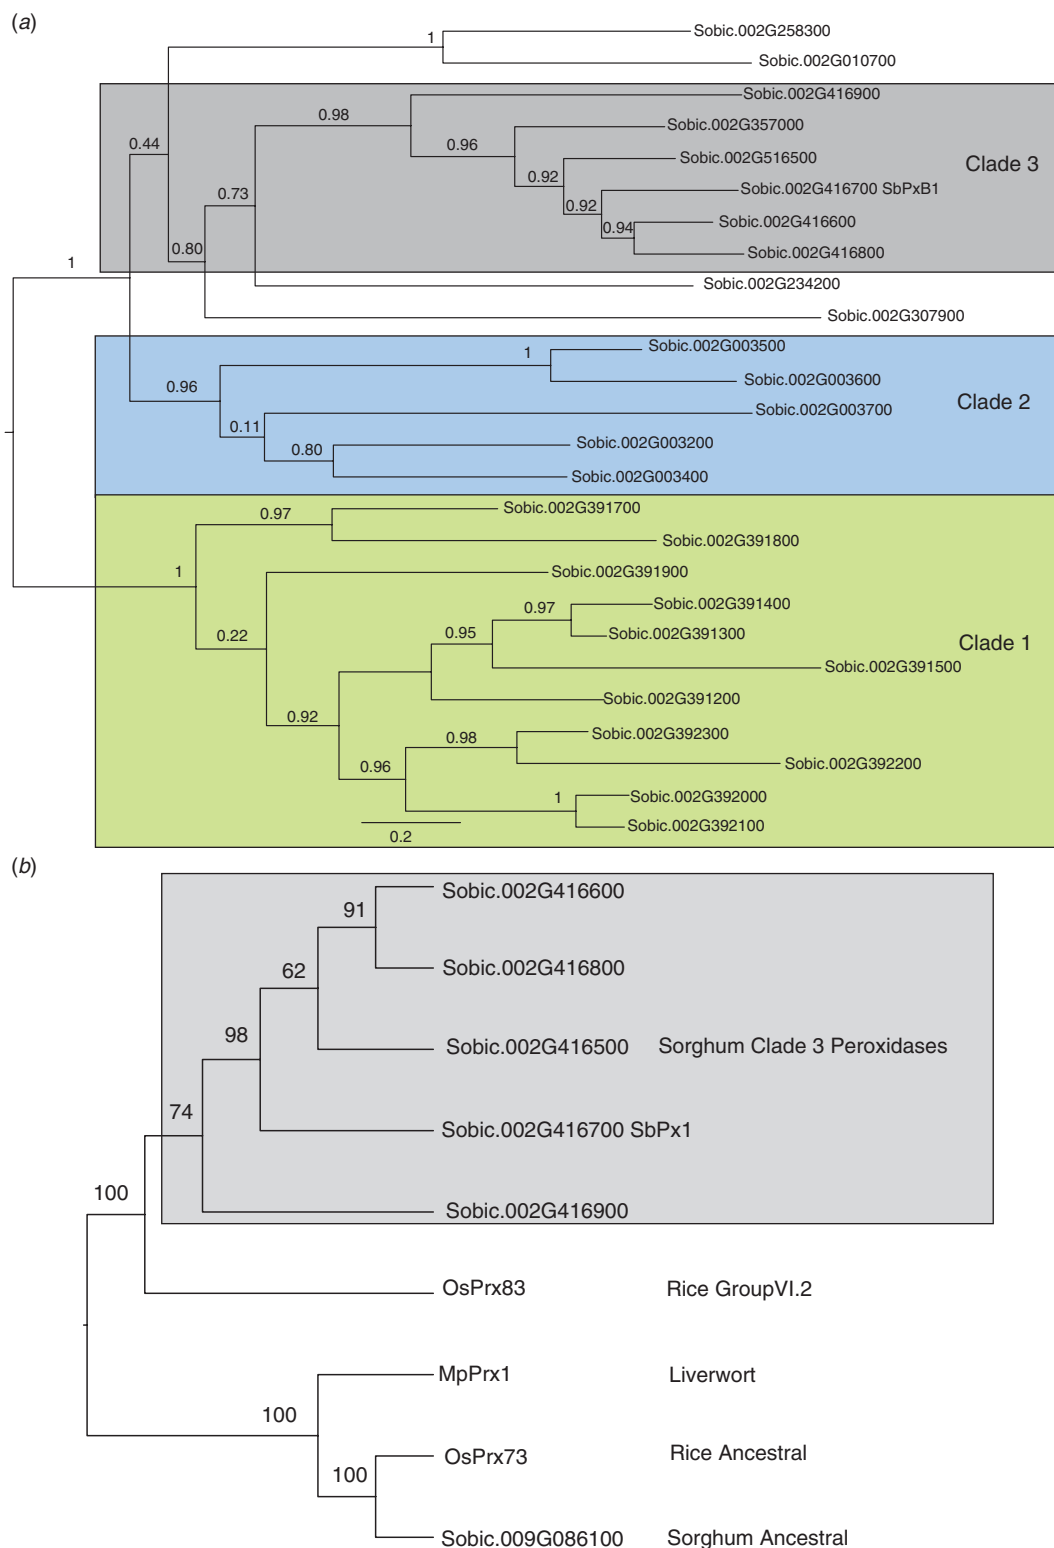 (a)
1
Sobic.002G258300
Sobic.002G010700
Sobic.002G416900
0.98
Sobic.002G357000
0.96
0.44
Sobic.002G516500
Clade 3
0.92
Sobic.002G416700 SbPxB1
0.73
0.92
Sobic.002G416600
0.94
0.80
Sobic.002G416800
1
Sobic.002G234200
Sobic.002G307900
Sobic.002G003500
1
Sobic.002G003600
0.96
Clade 2
Sobic.002G003700
0.11
Sobic.002G003200
0.80
Sobic.002G003400
Sobic.002G391700
0.97
Sobic.002G391800
1
Sobic.002G391900
Sobic.002G391400
0.97
Sobic.002G391300
0.95
0.22
Clade 1
Sobic.002G391500
Sobic.002G391200
0.92
Sobic.002G392300
0.98
Sobic.002G392200
0.96
Sobic.002G392000
1
Sobic.002G392100
0.2
(b)
Sobic.002G416600
91
Sobic.002G416800
62
98
Sobic.002G416500 Sorghum Clade 3 Peroxidases
74
Sobic.002G416700 SbPx1
100
Sobic.002G416900
OsPrx83 Rice GroupVI.2
MpPrx1 Liverwort
100
OsPrx73 Rice Ancestral
100
Sobic.009G086100 Sorghum Ancestral